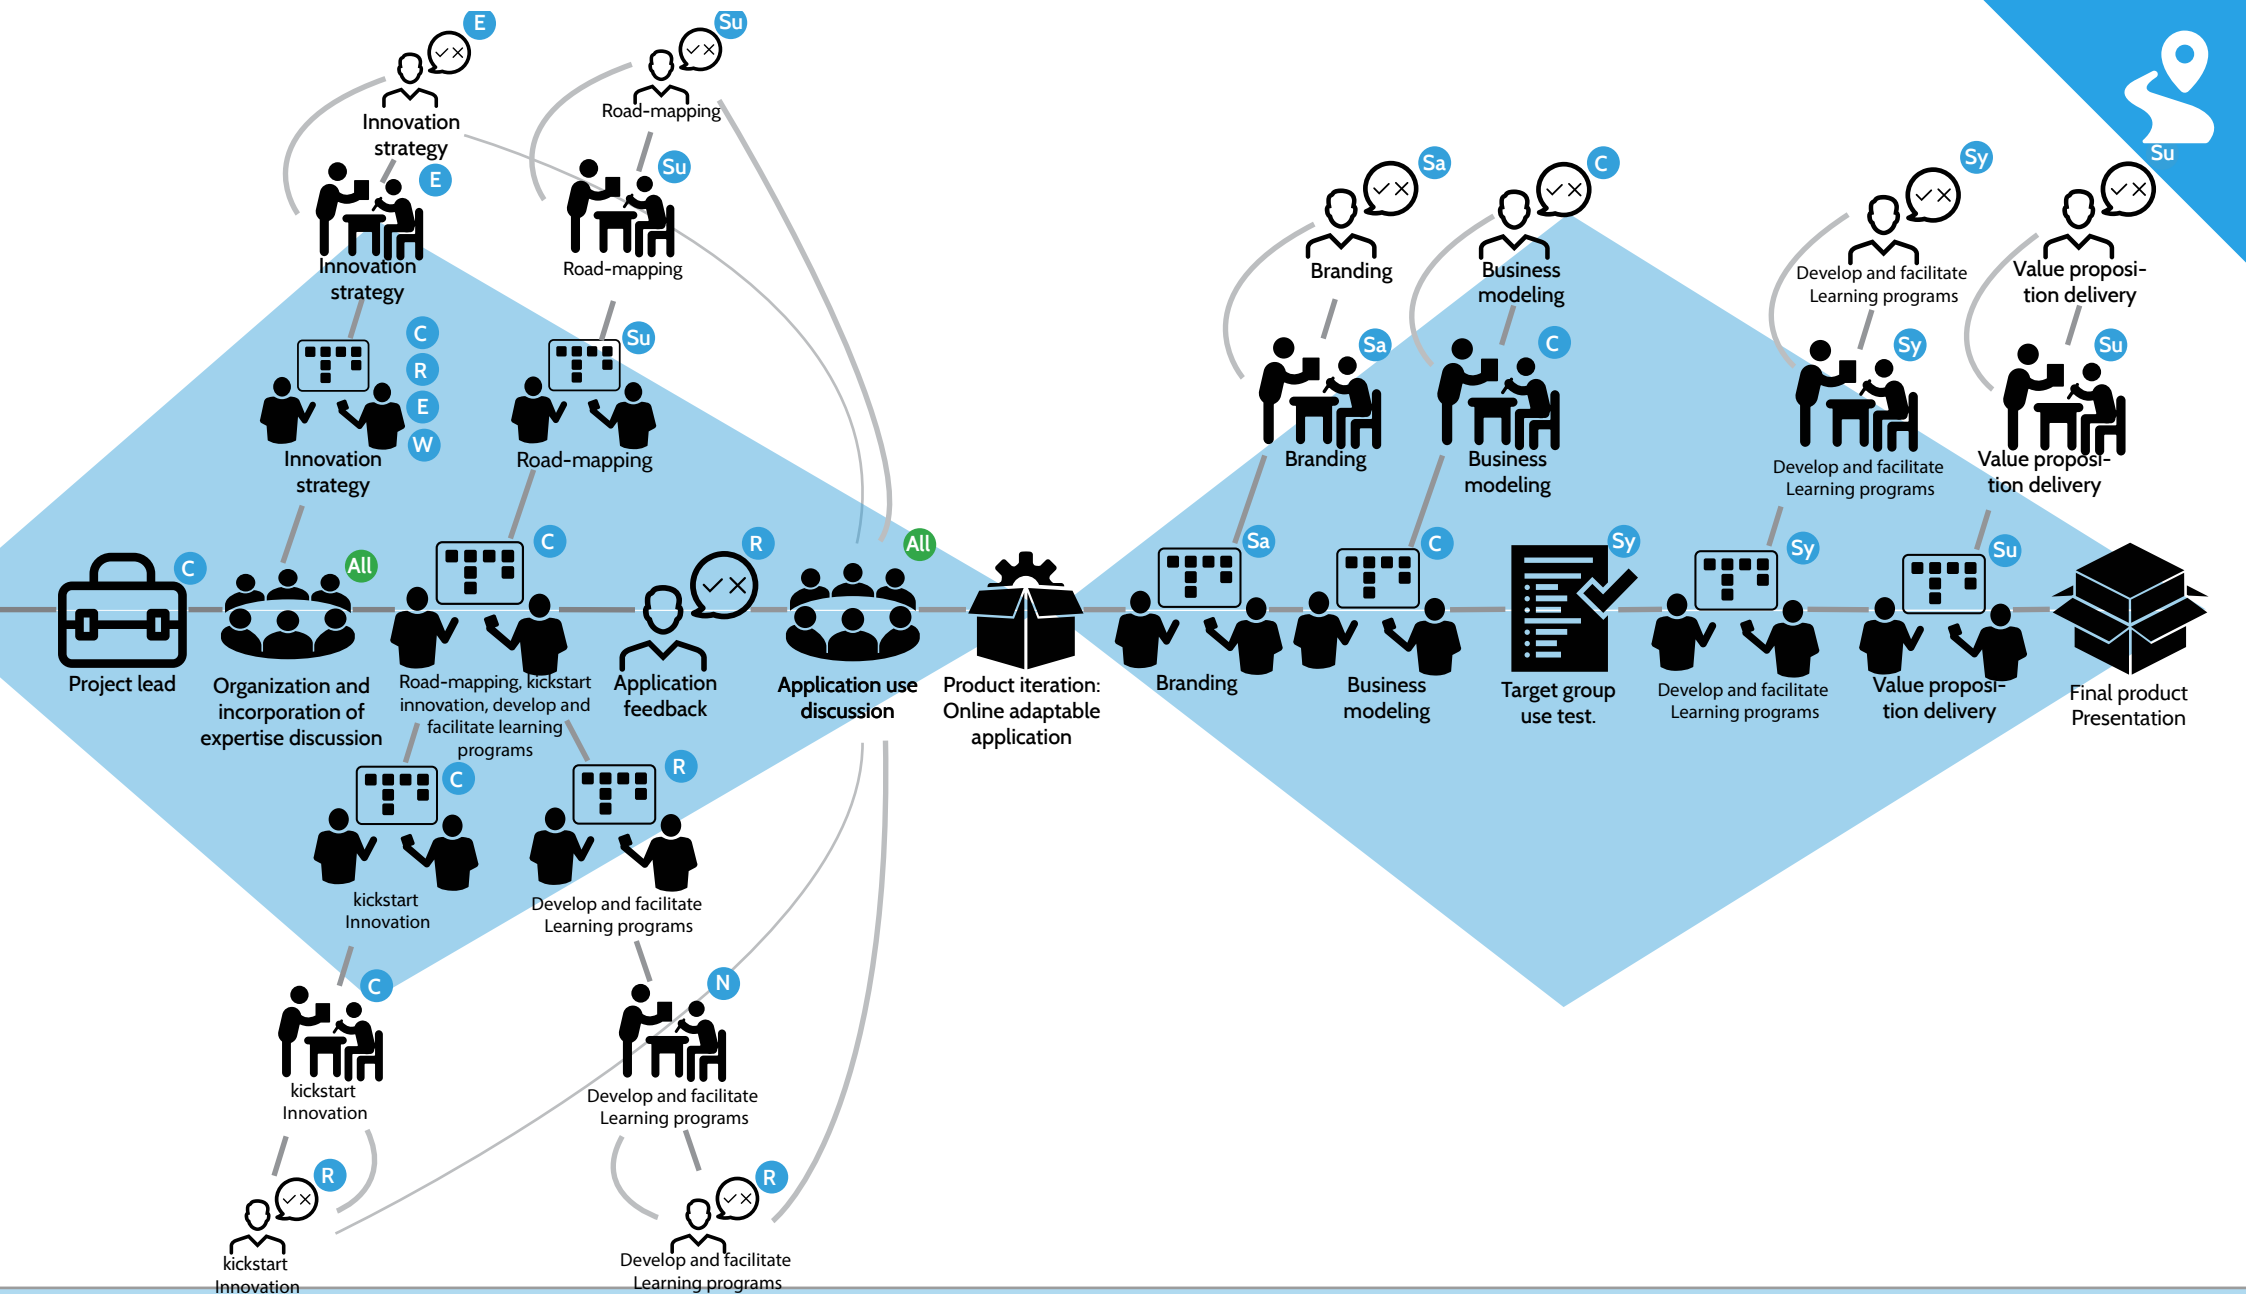 E
Su
Innovation
strategy
Road-mapping
E
Innovation
strategy
Su
Road-mapping
C
R
E
W
Innovation
strategy
Su
Road-mapping
C
Project lead
All
Organization and
incorporation of
expertise discussion
C
Road-mapping, kickstart
innovation, develop and
facilitate learning
programs
R
Application
feedback
All
Application use
discussion
Product iteration:
Online adaptable
application
C
kickstart
Innovation
R
Develop and facilitate
Learning programs
C
kickstart
Innovation
N
Develop and facilitate
Learning programs
R
kickstart
Innovation
R
Develop and facilitate
Learning programs
Sa
Branding
C
Business
modeling
Sy
Develop and facilitate
Learning programs
Su
Value proposi-
tion delivery
Sa
Branding
C
Business
modeling
Sy
Develop and facilitate
Learning programs
Su
Value proposi-
tion delivery
Sa
Branding
C
Business
modeling
Sy
Target group
use test.
Sy
Develop and facilitate
Learning programs
Su
Value proposi-
tion delivery
Final product
Presentation